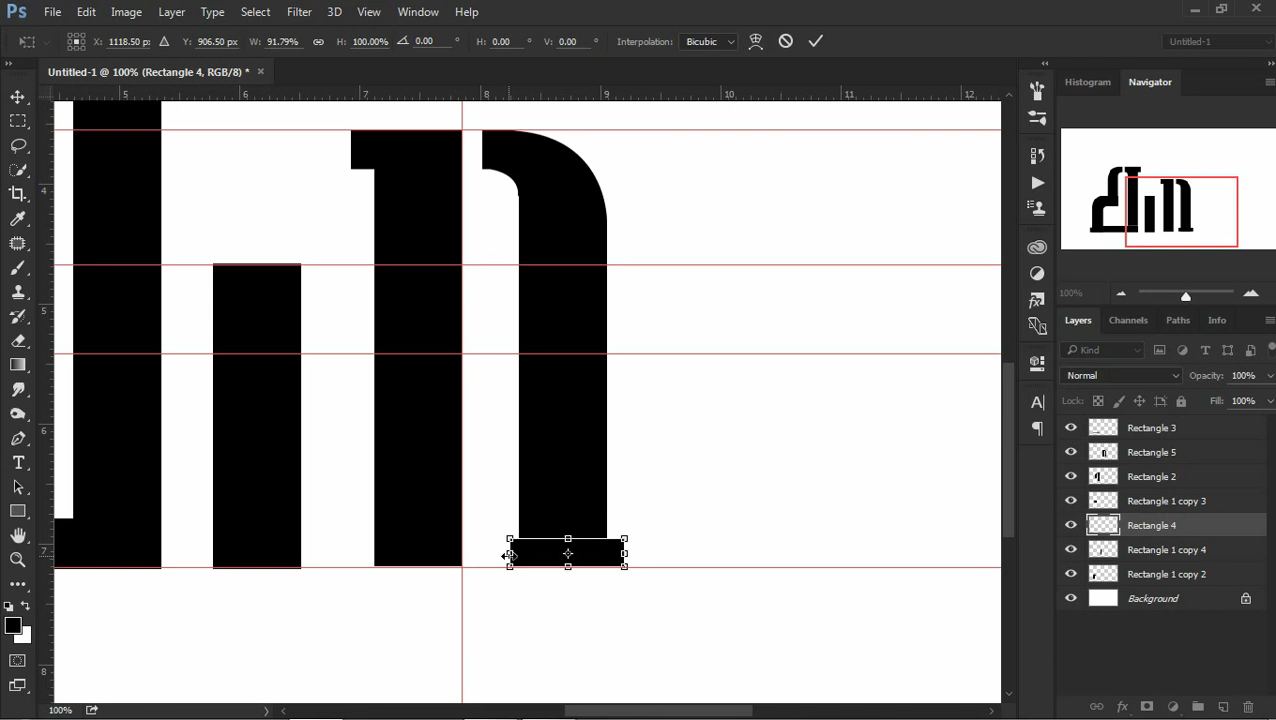 Ps File Edit Image Layer Type Select Filter 3D View Window Help
X: 1118.50 px Y: 906.50 px W: 91.79% H: 100.00% 0.00 ° H: 0.00 ° V: 0.00 ° Interpolation: Bicubic Untitled-1
Untitled-1 @ 100% (Rectangle 4, RGB/8) * ×
Histogram Navigator
5 6 7 8 9 10 11 12
4
5
6
7
8
100%
Layers Channels Paths Info
Kind
Normal Opacity: 100%
Lock: Fill: 100%
Rectangle 3
Rectangle 5
Rectangle 2
Rectangle 1 copy 3
Rectangle 4
Rectangle 1 copy 4
Rectangle 1 copy 2
Background
100%